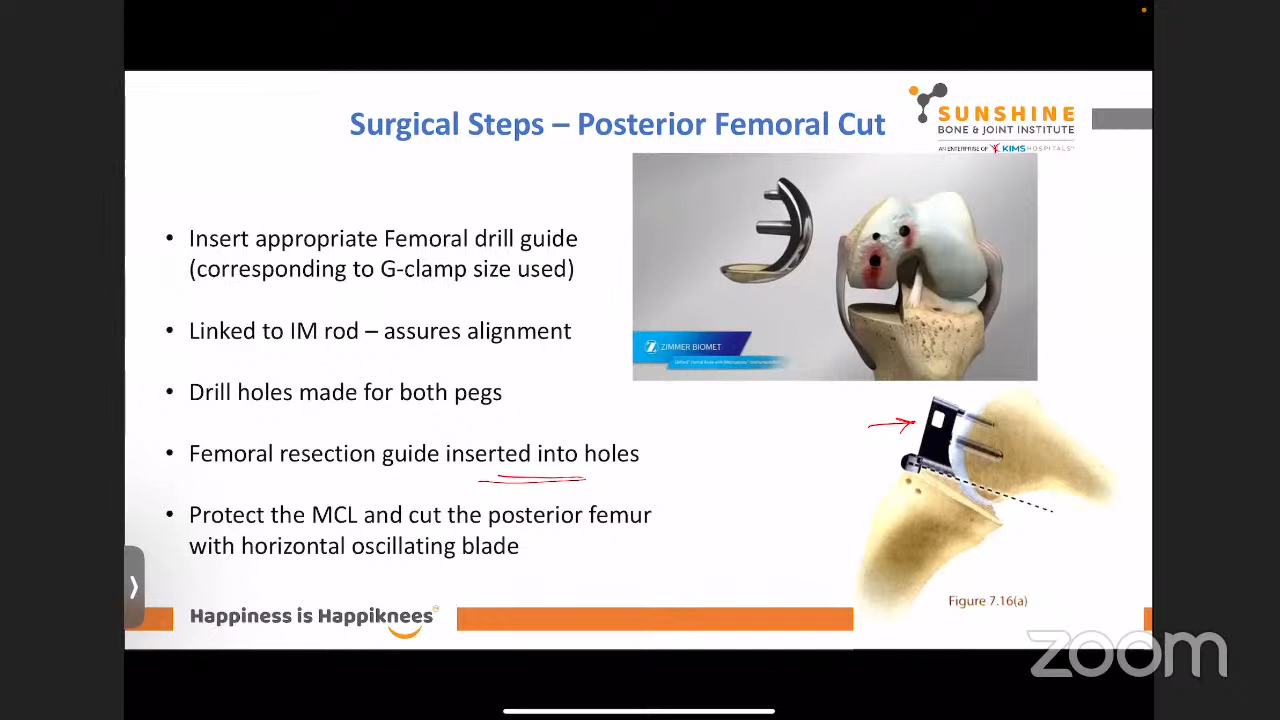 Surgical Steps – Posterior Femoral Cut
SUNSHINE
BONE & JOINT INSTITUTE
AN ENTERPRISE OF KIMS HOSPITALS
• Insert appropriate Femoral drill guide
(corresponding to G-clamp size used)
• Linked to IM rod – assures alignment
• Drill holes made for both pegs
• Femoral resection guide inserted into holes
• Protect the MCL and cut the posterior femur
with horizontal oscillating blade
ZIMMER BIOMET
Figure 7.16(a)
Happiness is Happiknees
zoom